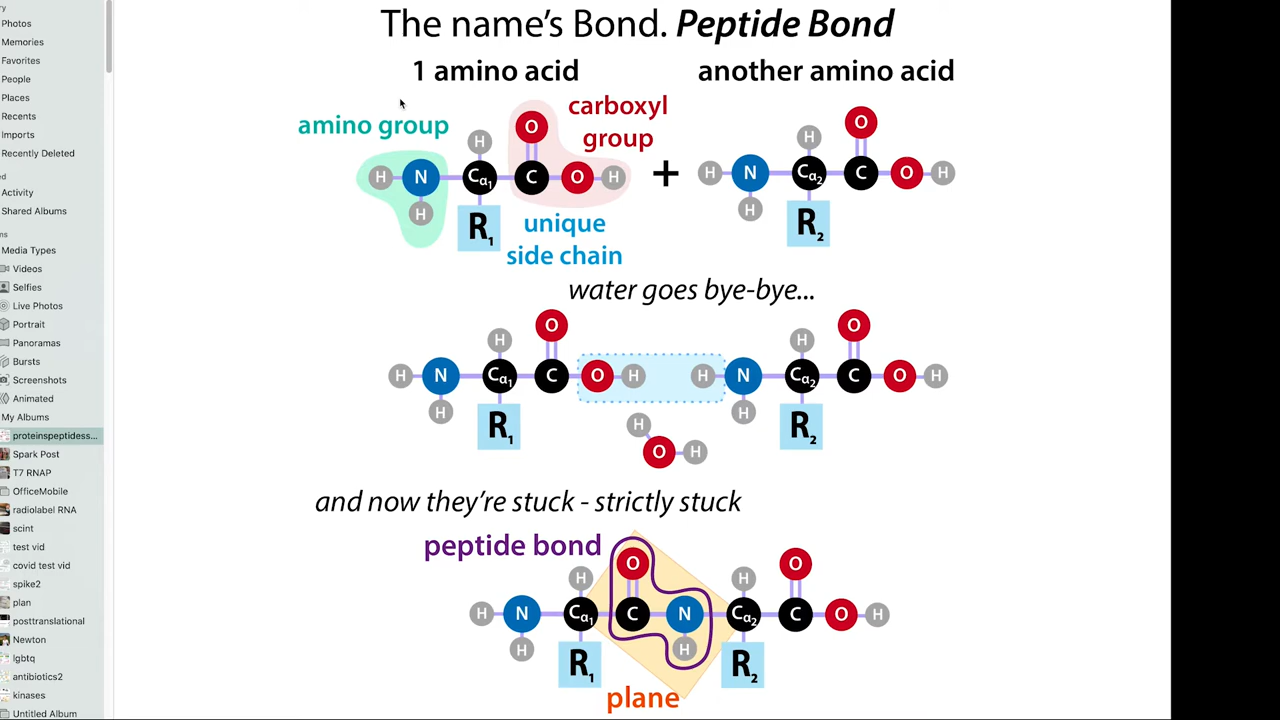 ry
Photos
Memories
Favorites
People
Places
Recents
Imports
Recently Deleted
ed
Activity
Shared Albums
ms
Media Types
Videos
Selfies
Live Photos
Portrait
Panoramas
Bursts
Screenshots
Animated
My Albums
proteinspeptidess...
Spark Post
T7 RNAP
OfficeMobile
radiolabel RNA
scint
test vid
covid test vid
spike2
plan
posttranslational
Newton
lgbtq
antibiotics2
kinases
Untitled Album
The name's Bond. Peptide Bond
1 amino acid
another amino acid
amino group
carboxyl
group
H O O
H N Cα1 C O H + H N Cα2 C O H
H H H
R1 R2
unique
side chain
water goes bye-bye...
H O H O
H N Cα1 C O H H N Cα2 C O H
H H
R1 R2
H
O H
and now they're stuck - strictly stuck
peptide bond
H O H O
H N Cα1 C N Cα2 C O H
H H
R1 R2
plane